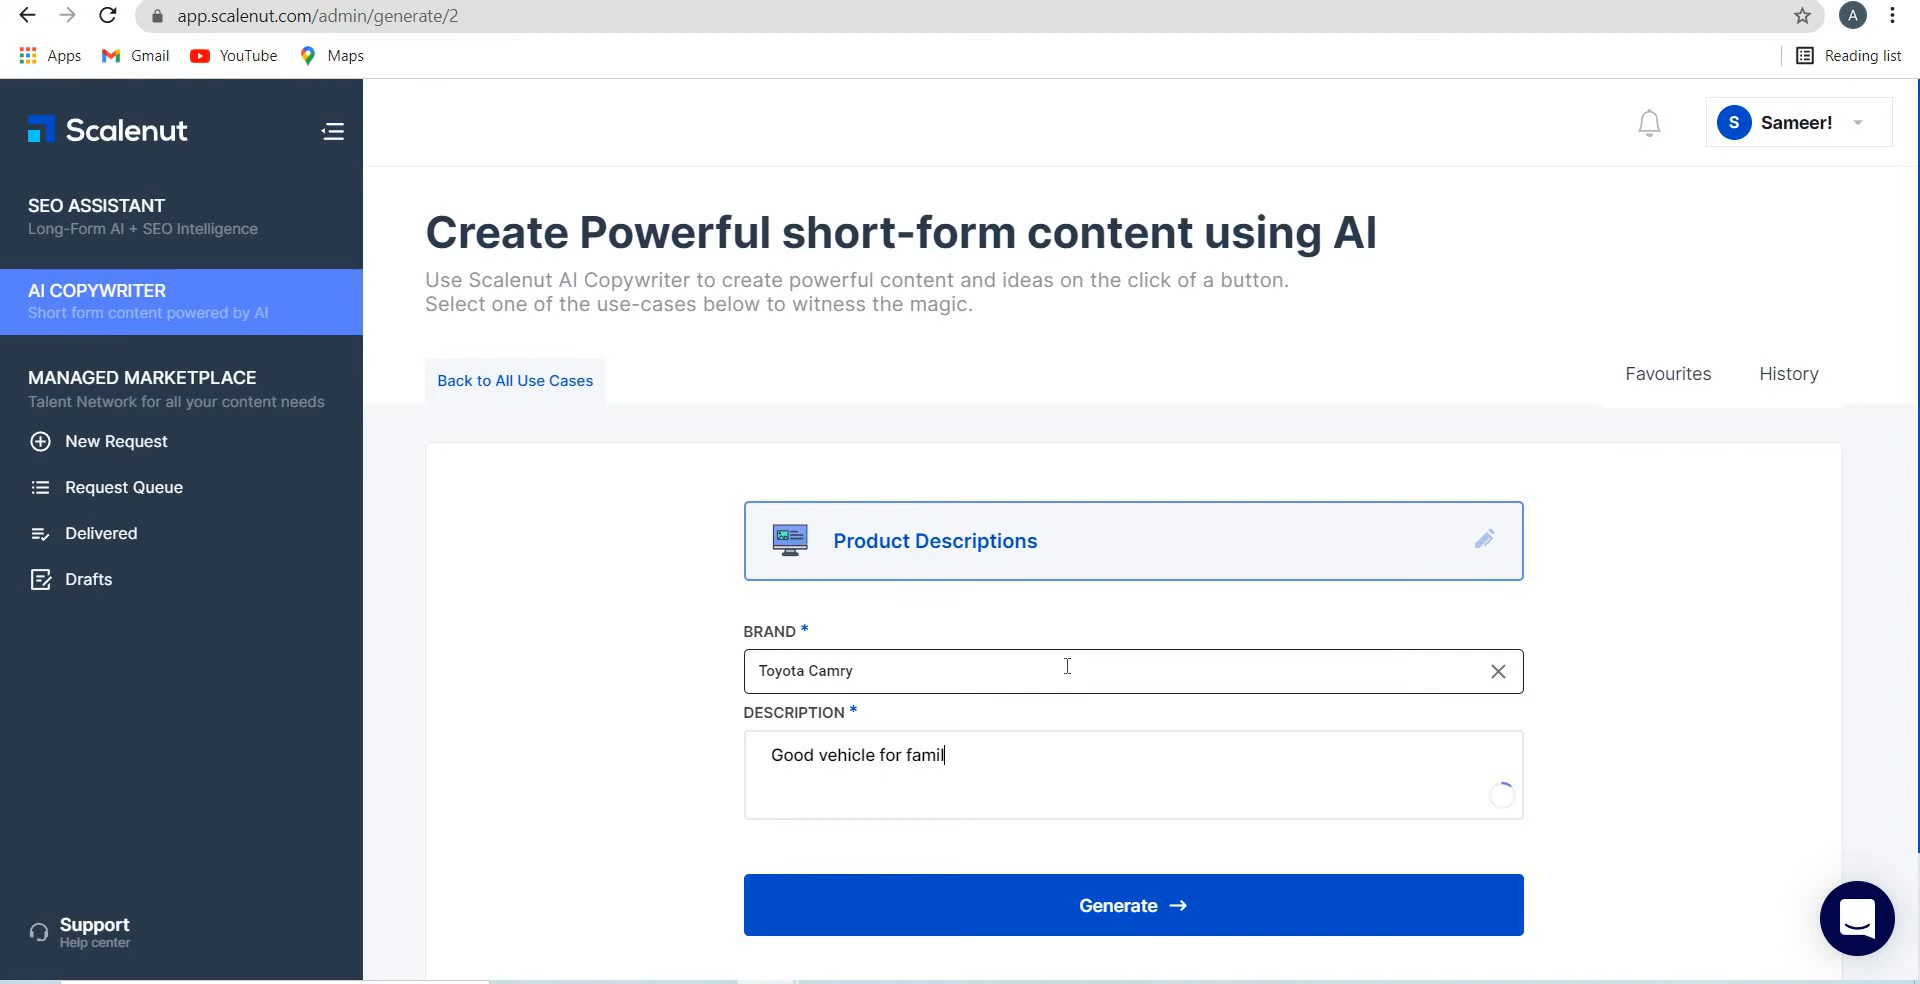 app.scalenut.com/admin/generate/2
A
Apps
Gmail
YouTube
Maps
Reading list
Scalenut
S
Sameer!
SEO ASSISTANT
Long-Form AI + SEO Intelligence
AI COPYWRITER
Short form content powered by AI
MANAGED MARKETPLACE
Talent Network for all your content needs
New Request
Request Queue
Delivered
Drafts
Support
Help center
Create Powerful short-form content using AI
Use Scalenut AI Copywriter to create powerful content and ideas on the click of a button.
Select one of the use-cases below to witness the magic.
Back to All Use Cases
Favourites
History
Product Descriptions
BRAND *
Toyota Camry
DESCRIPTION *
Good vehicle for famil
Generate →